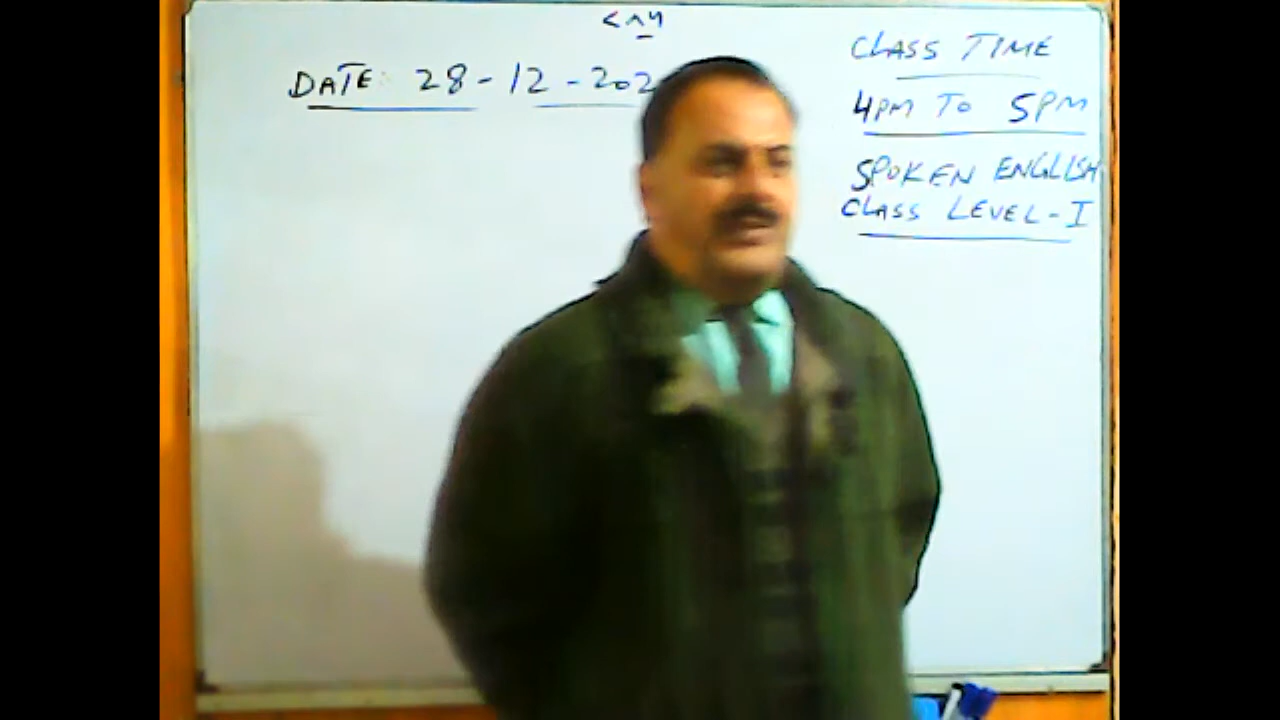 DATE: 28-12-202
CLASS TIME
4PM TO 5PM
SPOKEN ENGLISH
CLASS LEVEL-I